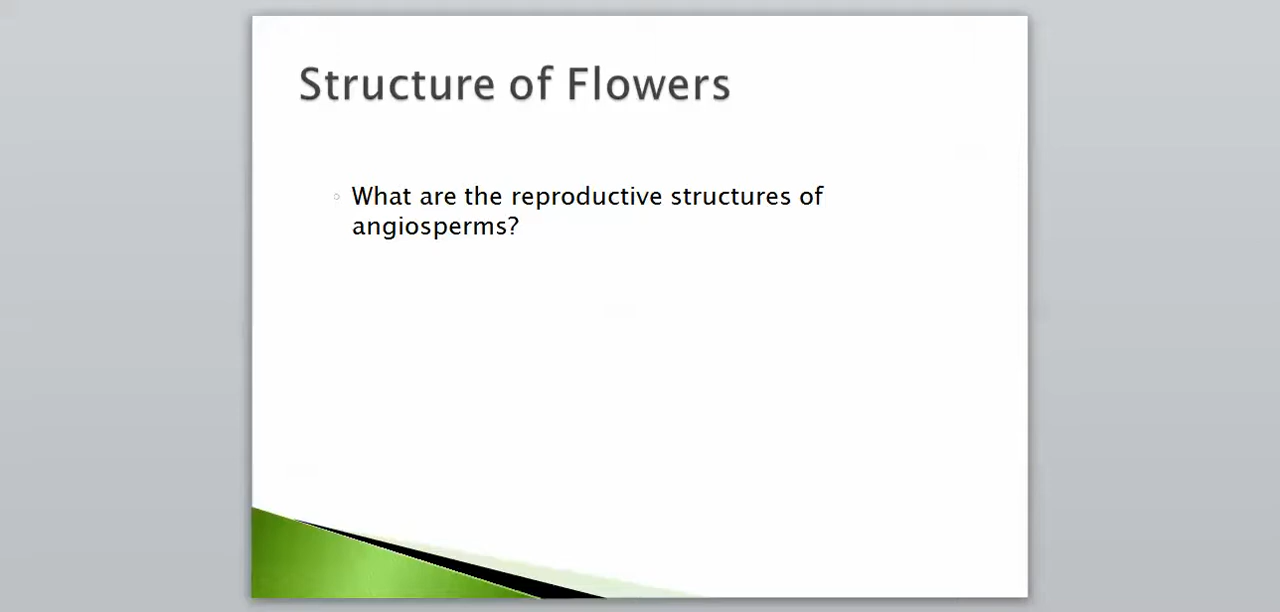 Structure of Flowers
What are the reproductive structures of
angiosperms?